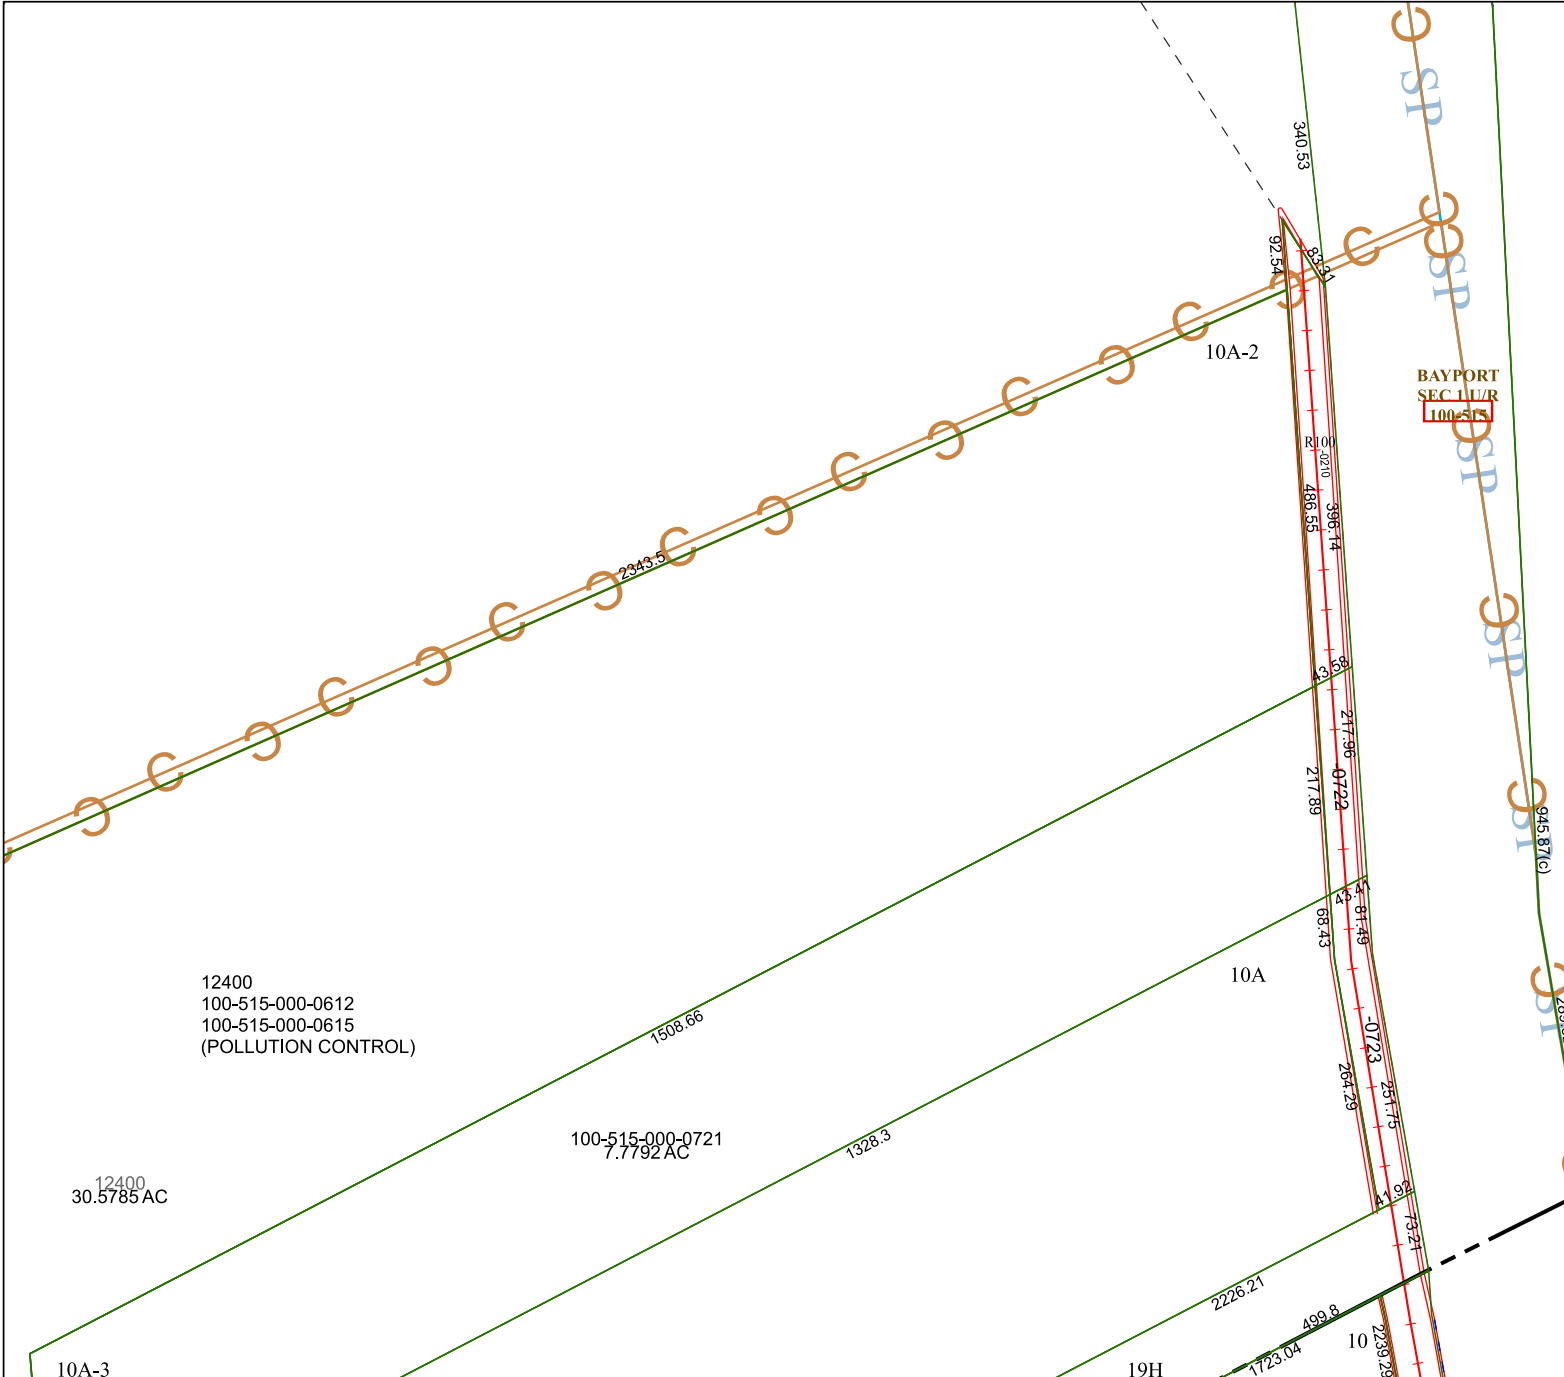 C
SP
340.53
C
C
C
SP
92.54
83.31
C
C
10A-2
C
BAYPORT
SEC 1 U/R
100-515
C
SP
C
R100
-0210
C
C
486.55
396.14
C
C
2343.5
C
C
SP
C
43.58
C
217.96
C
C
-0722
217.89
C
C
SP
945.87(c)
C
43.41
68.43
81.49
10A
C
SP
12400
100-515-000-0612
100-515-000-0615
(POLLUTION CONTROL)
1508.66
-0723
264.29
251.75
100-515-000-0721
7.7792 AC
1328.3
12400
30.5785 AC
41.92
73.21
2226.21
499.8
10
2239.29
1723.04
10A-3
19H